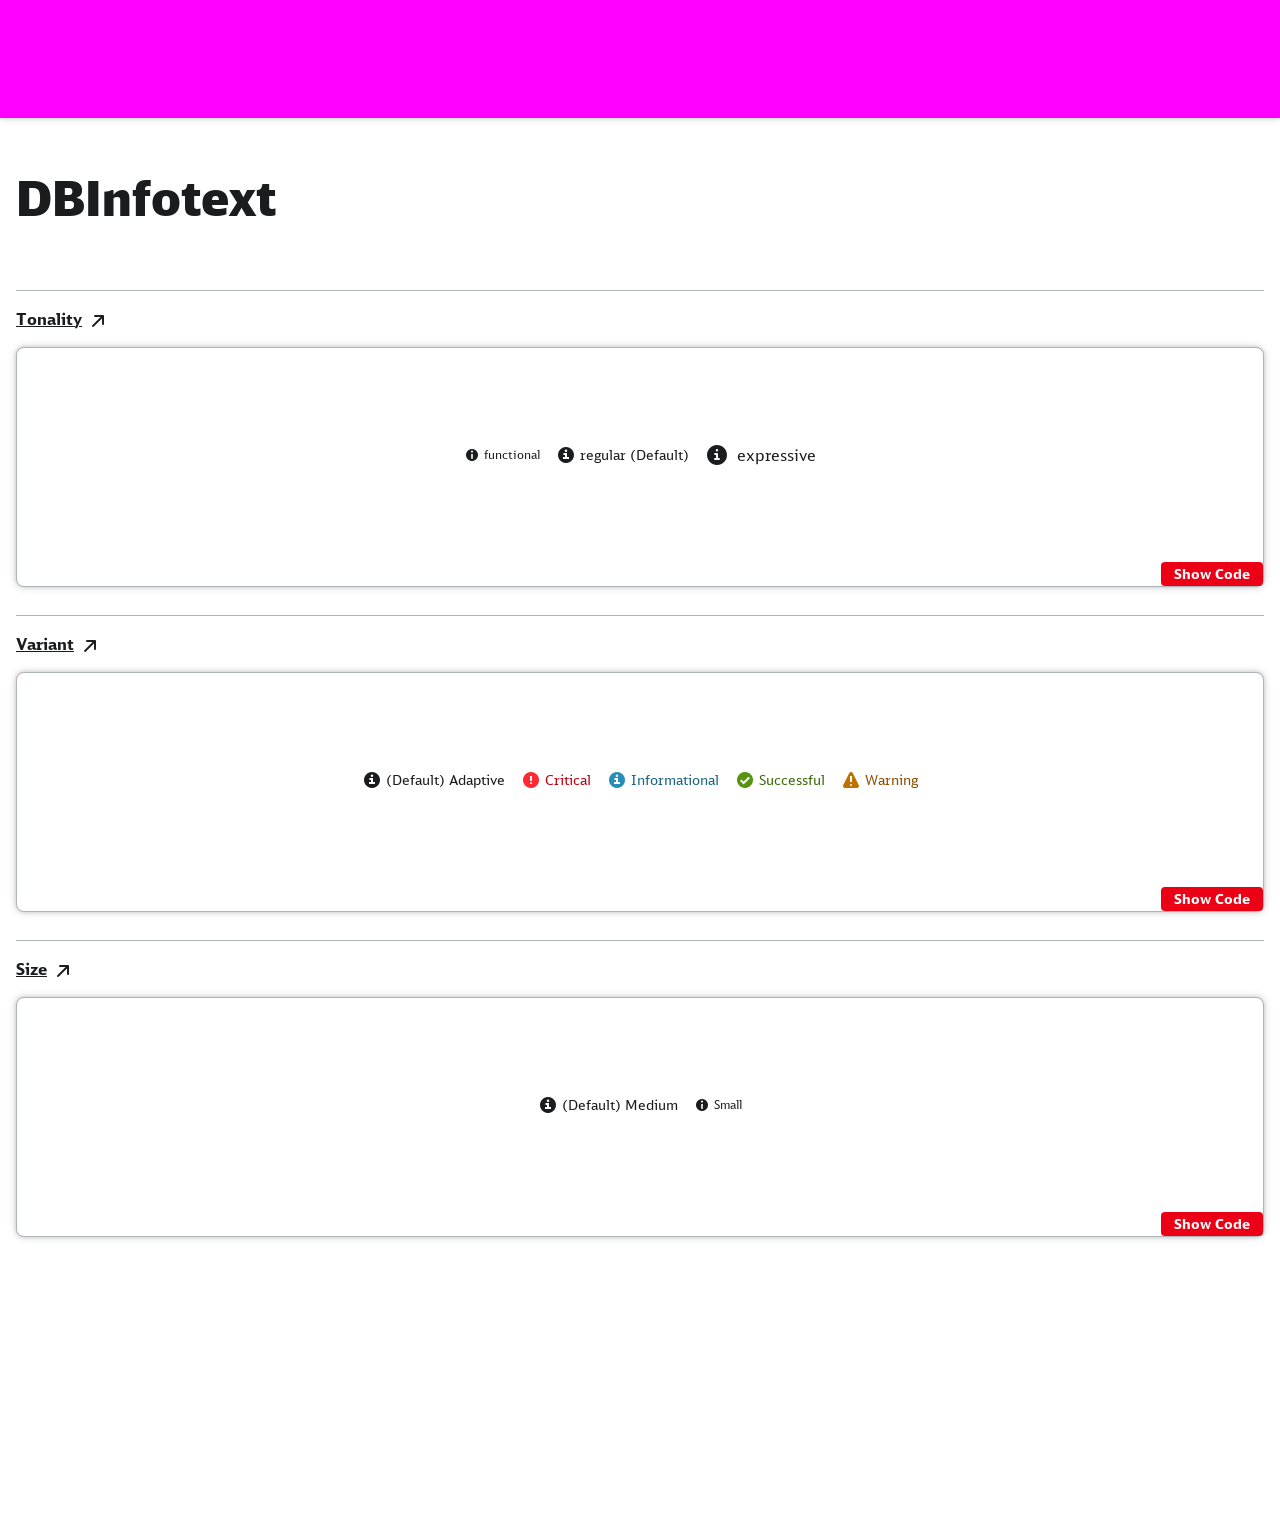 DBInfotext
Tonality
functional regular (Default) expressive
Show Code
Variant
(Default) Adaptive Critical Informational Successful Warning
Show Code
Size
(Default) Medium Small
Show Code